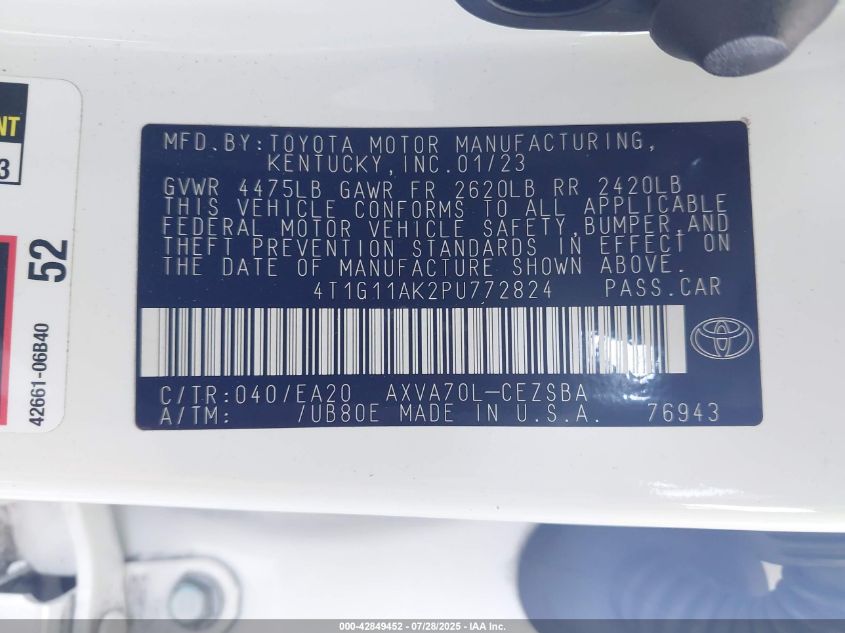 MFD.BY:TOYOTA MOTOR MANUFACTURING,
KENTUCKY,INC.01/23
GVWR 4475LB GAWR FR 2620LB RR 2420LB
THIS VEHICLE CONFORMS TO ALL APPLICABLE
FEDERAL MOTOR VEHICLE SAFETY,BUMPER,AND
THEFT PREVENTION STANDARDS IN EFFECT ON
THE DATE OF MANUFACTURE SHOWN ABOVE.
4T1G11AK2PU772824 PASS.CAR
C/TR:040/EA20 AXVA70L-CEZSBA
A/TM: /UB80E MADE IN U.S.A. 76943
NT
3
52
42661-06B40
000-42849452 - 07/28/2025 - IAA Inc.